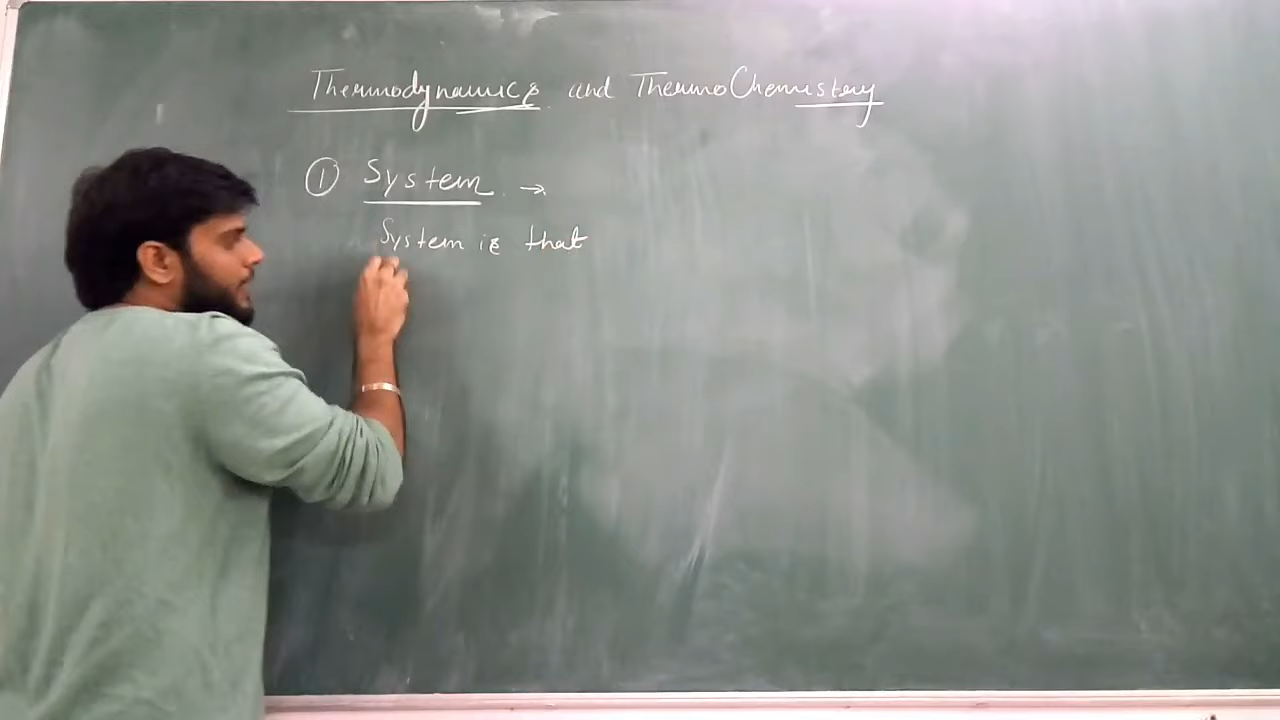 Thermodynamics and ThermoChemistry
① System →
System is that